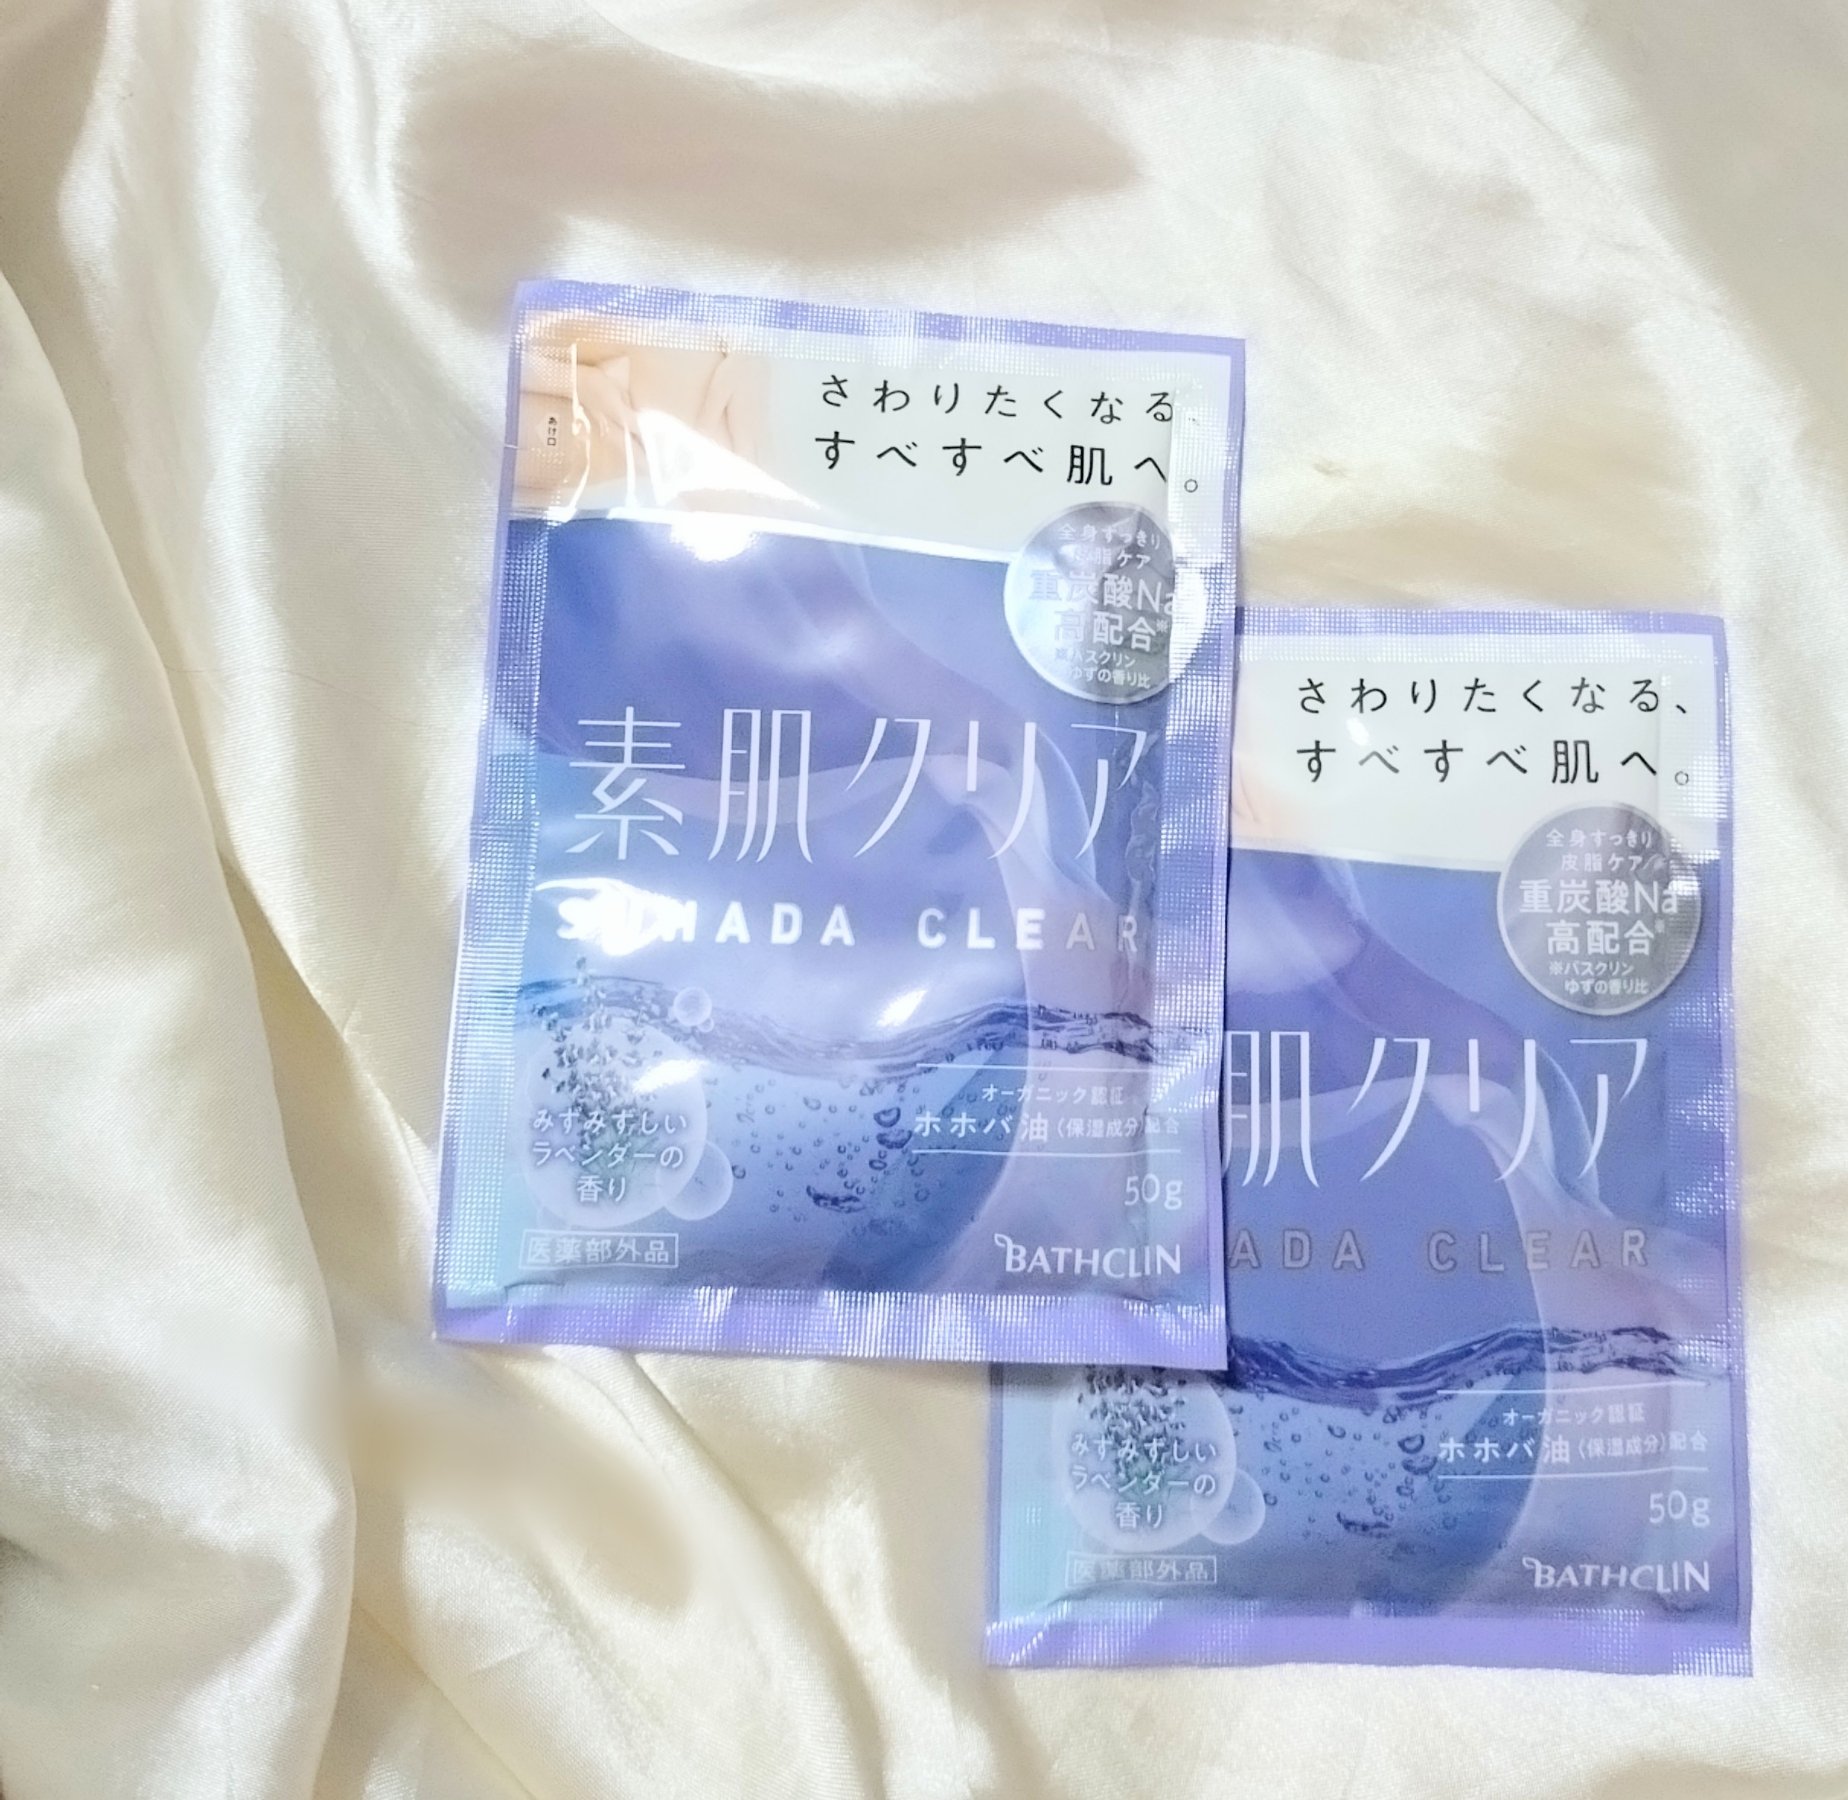 さわりたくなる、
すべすべ肌へ。
あけ口
全身すっきり
皮脂ケア
重炭酸Na
高配合※
※バスクリン
ゆずの香り比
素肌クリア
SUHADA CLEAR
オーガニック認証
ホホバ油(保湿成分)配合
みずみずしい
ラベンダーの
香り
50g
医薬部外品
BATHCLIN
さわりたくなる、
すべすべ肌へ。
全身すっきり
皮脂ケア
重炭酸Na
高配合※
※バスクリン
ゆずの香り比
肌クリア
ADA CLEAR
オーガニック認証
ホホバ油(保湿成分)配合
みずみずしい
ラベンダーの
香り
50g
医薬部外品
BATHCLIN